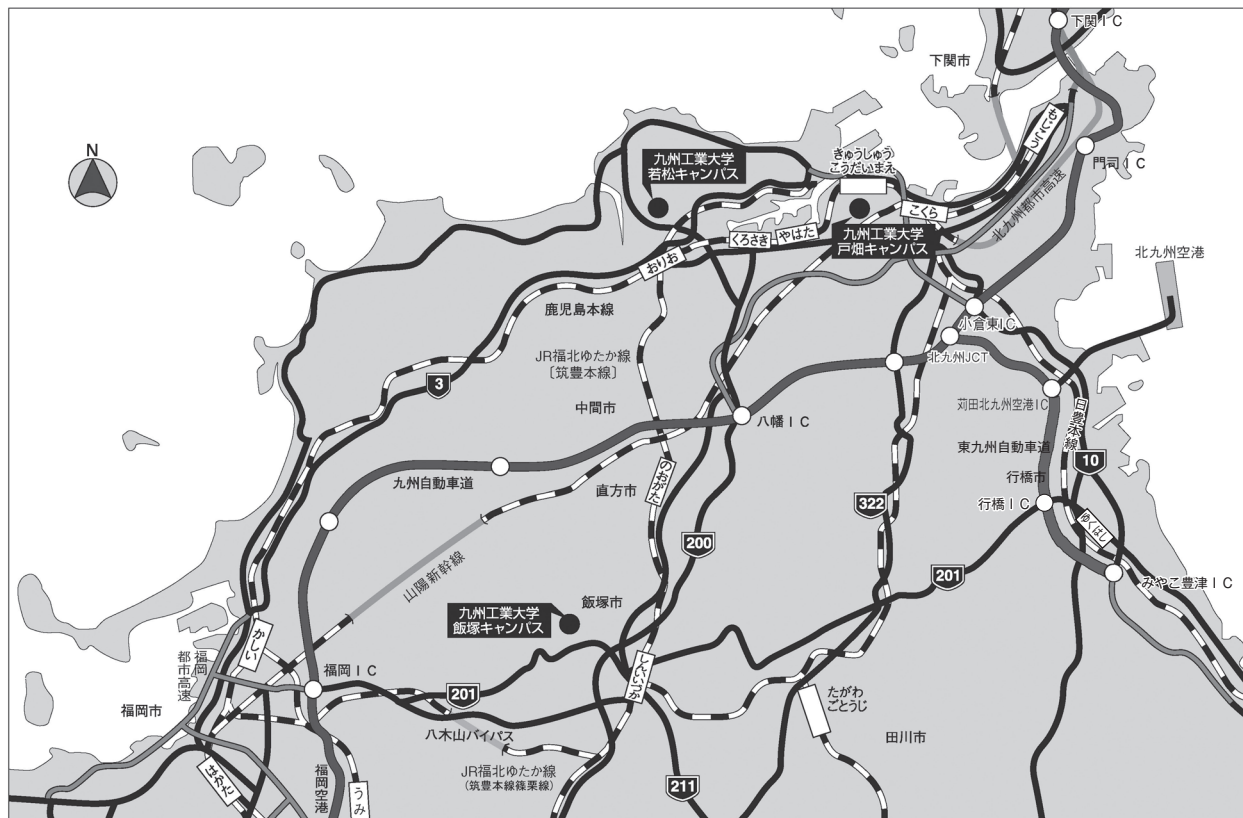 下関IC
下関市
N
もじこう
門司IC
九州工業大学
若松キャンパス
きゅうしゅう
こうだいまえ
こくら
北九州都市高速
くろさき
やはた
九州工業大学
戸畑キャンパス
北九州空港
おりお
鹿児島本線
小倉東IC
北九州JCT
JR福北ゆたか線
〔筑豊本線〕
3
中間市
八幡IC
苅田北九州空港IC
日豊本線
東九州自動車道
10
行橋市
九州自動車道
のおがた
直方市
322
行橋IC
ゆくはし
200
山陽新幹線
201
みやこ豊津IC
飯塚市
九州工業大学
飯塚キャンパス
かしい
福岡
都市高速
福岡IC
しんいいづか
201
たがわ
ごとうじ
福岡市
八木山バイパス
田川市
はかた
福岡空港
うみ
JR福北ゆたか線
(筑豊本線篠栗線)
211